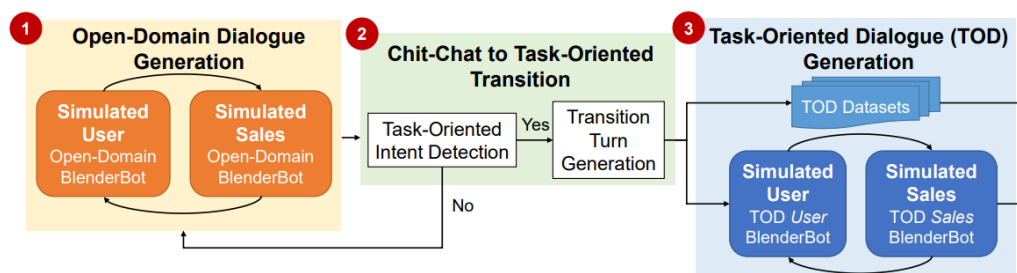 1
Open-Domain Dialogue
Generation
Simulated
User
Open-Domain
BlenderBot
Simulated
Sales
Open-Domain
BlenderBot
2
Chit-Chat to Task-Oriented
Transition
Task-Oriented
Intent Detection
Yes
No
Transition
Turn
Generation
3
Task-Oriented Dialogue (TOD)
Generation
TOD Datasets
Simulated
User
TOD User
BlenderBot
Simulated
Sales
TOD Sales
BlenderBot